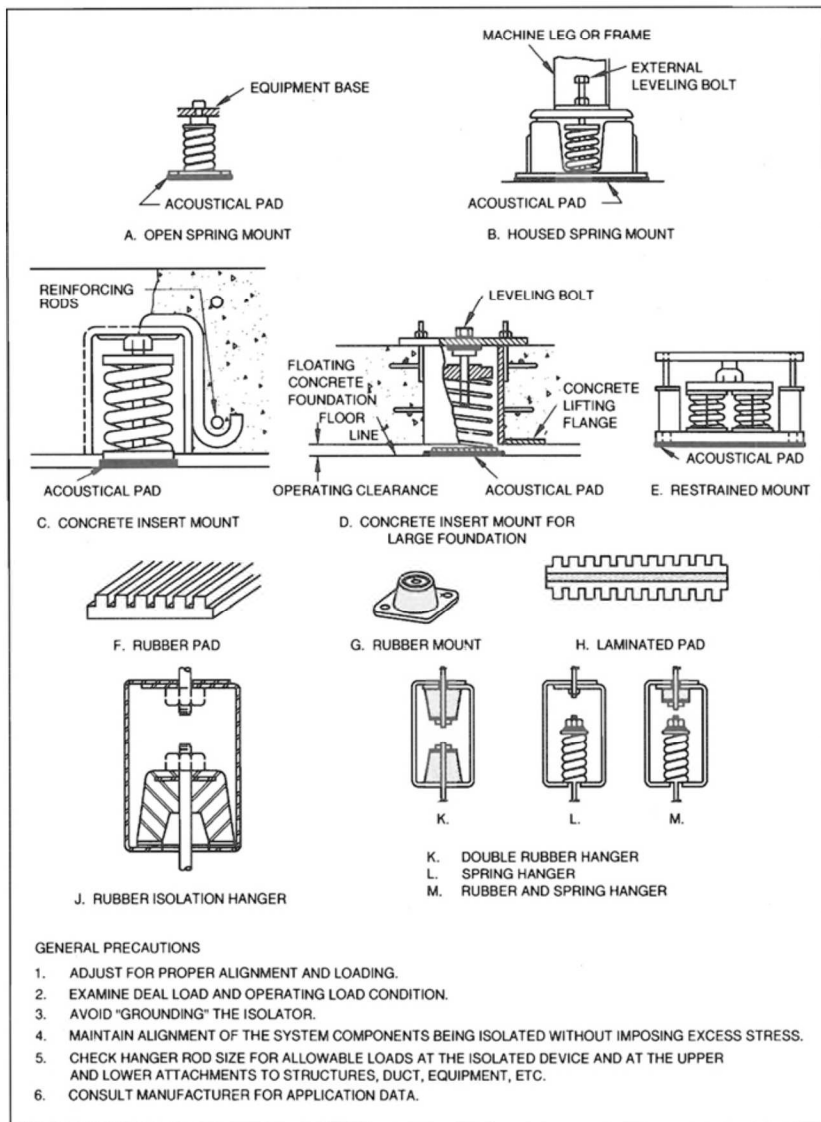 MACHINE LEG OR FRAME
EQUIPMENT BASE
EXTERNAL
LEVELING BOLT
ACOUSTICAL PAD
ACOUSTICAL PAD
A. OPEN SPRING MOUNT
B. HOUSED SPRING MOUNT
REINFORCING
RODS
LEVELING BOLT
FLOATING
CONCRETE
FOUNDATION
FLOOR
LINE
CONCRETE
LIFTING
FLANGE
ACOUSTICAL PAD
OPERATING CLEARANCE
ACOUSTICAL PAD
ACOUSTICAL PAD
C. CONCRETE INSERT MOUNT
D. CONCRETE INSERT MOUNT FOR
LARGE FOUNDATION
E. RESTRAINED MOUNT
F. RUBBER PAD
G. RUBBER MOUNT
H. LAMINATED PAD
J. RUBBER ISOLATION HANGER
K.
L.
M.
K. DOUBLE RUBBER HANGER
L. SPRING HANGER
M. RUBBER AND SPRING HANGER
GENERAL PRECAUTIONS
1. ADJUST FOR PROPER ALIGNMENT AND LOADING.
2. EXAMINE DEAL LOAD AND OPERATING LOAD CONDITION.
3. AVOID "GROUNDING" THE ISOLATOR.
4. MAINTAIN ALIGNMENT OF THE SYSTEM COMPONENTS BEING ISOLATED WITHOUT IMPOSING EXCESS STRESS.
5. CHECK HANGER ROD SIZE FOR ALLOWABLE LOADS AT THE ISOLATED DEVICE AND AT THE UPPER
AND LOWER ATTACHMENTS TO STRUCTURES, DUCT, EQUIPMENT, ETC.
6. CONSULT MANUFACTURER FOR APPLICATION DATA.